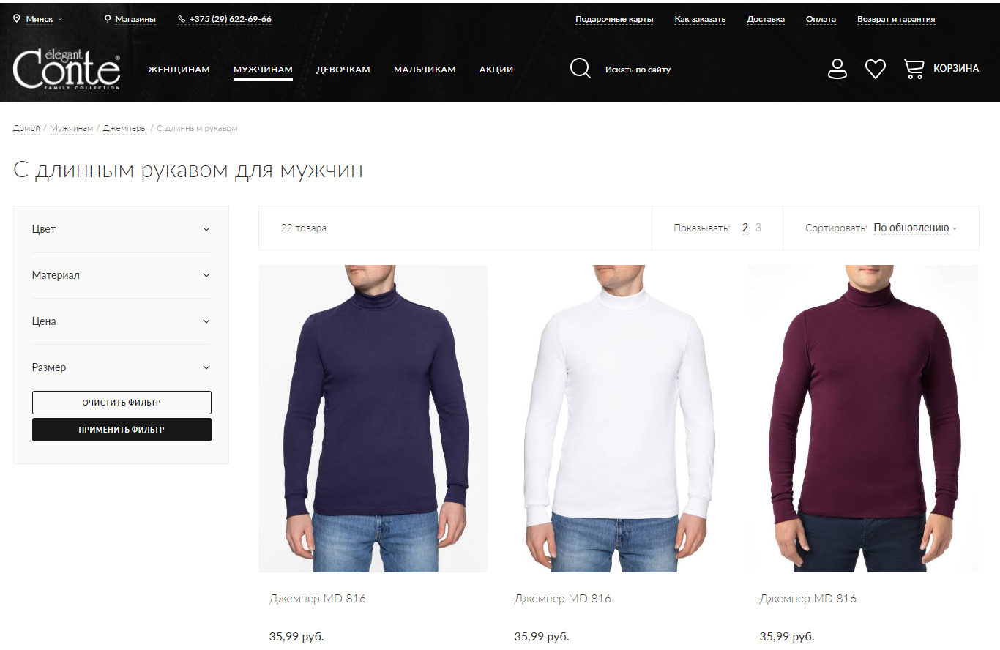 Минск
Магазины
+375 (29) 622-69-66
Подарочные карты
Как заказать
Доставка
Оплата
Возврат и гарантия
élégant
Conte®
FAMILY COLLECTION
ЖЕНЩИНАМ
МУЖЧИНАМ
ДЕВОЧКАМ
МАЛЬЧИКАМ
АКЦИИ
Искать по сайту
КОРЗИНА
Домой / Мужчинам / Джемперы / С длинным рукавом
С длинным рукавом для мужчин
Цвет
Материал
Цена
Размер
ОЧИСТИТЬ ФИЛЬТР
ПРИМЕНИТЬ ФИЛЬТР
22 товара
Показывать: 2 3
Сортировать: По обновлению
Джемпер MD 816
35,99 руб.
Джемпер MD 816
35,99 руб.
Джемпер MD 816
35,99 руб.